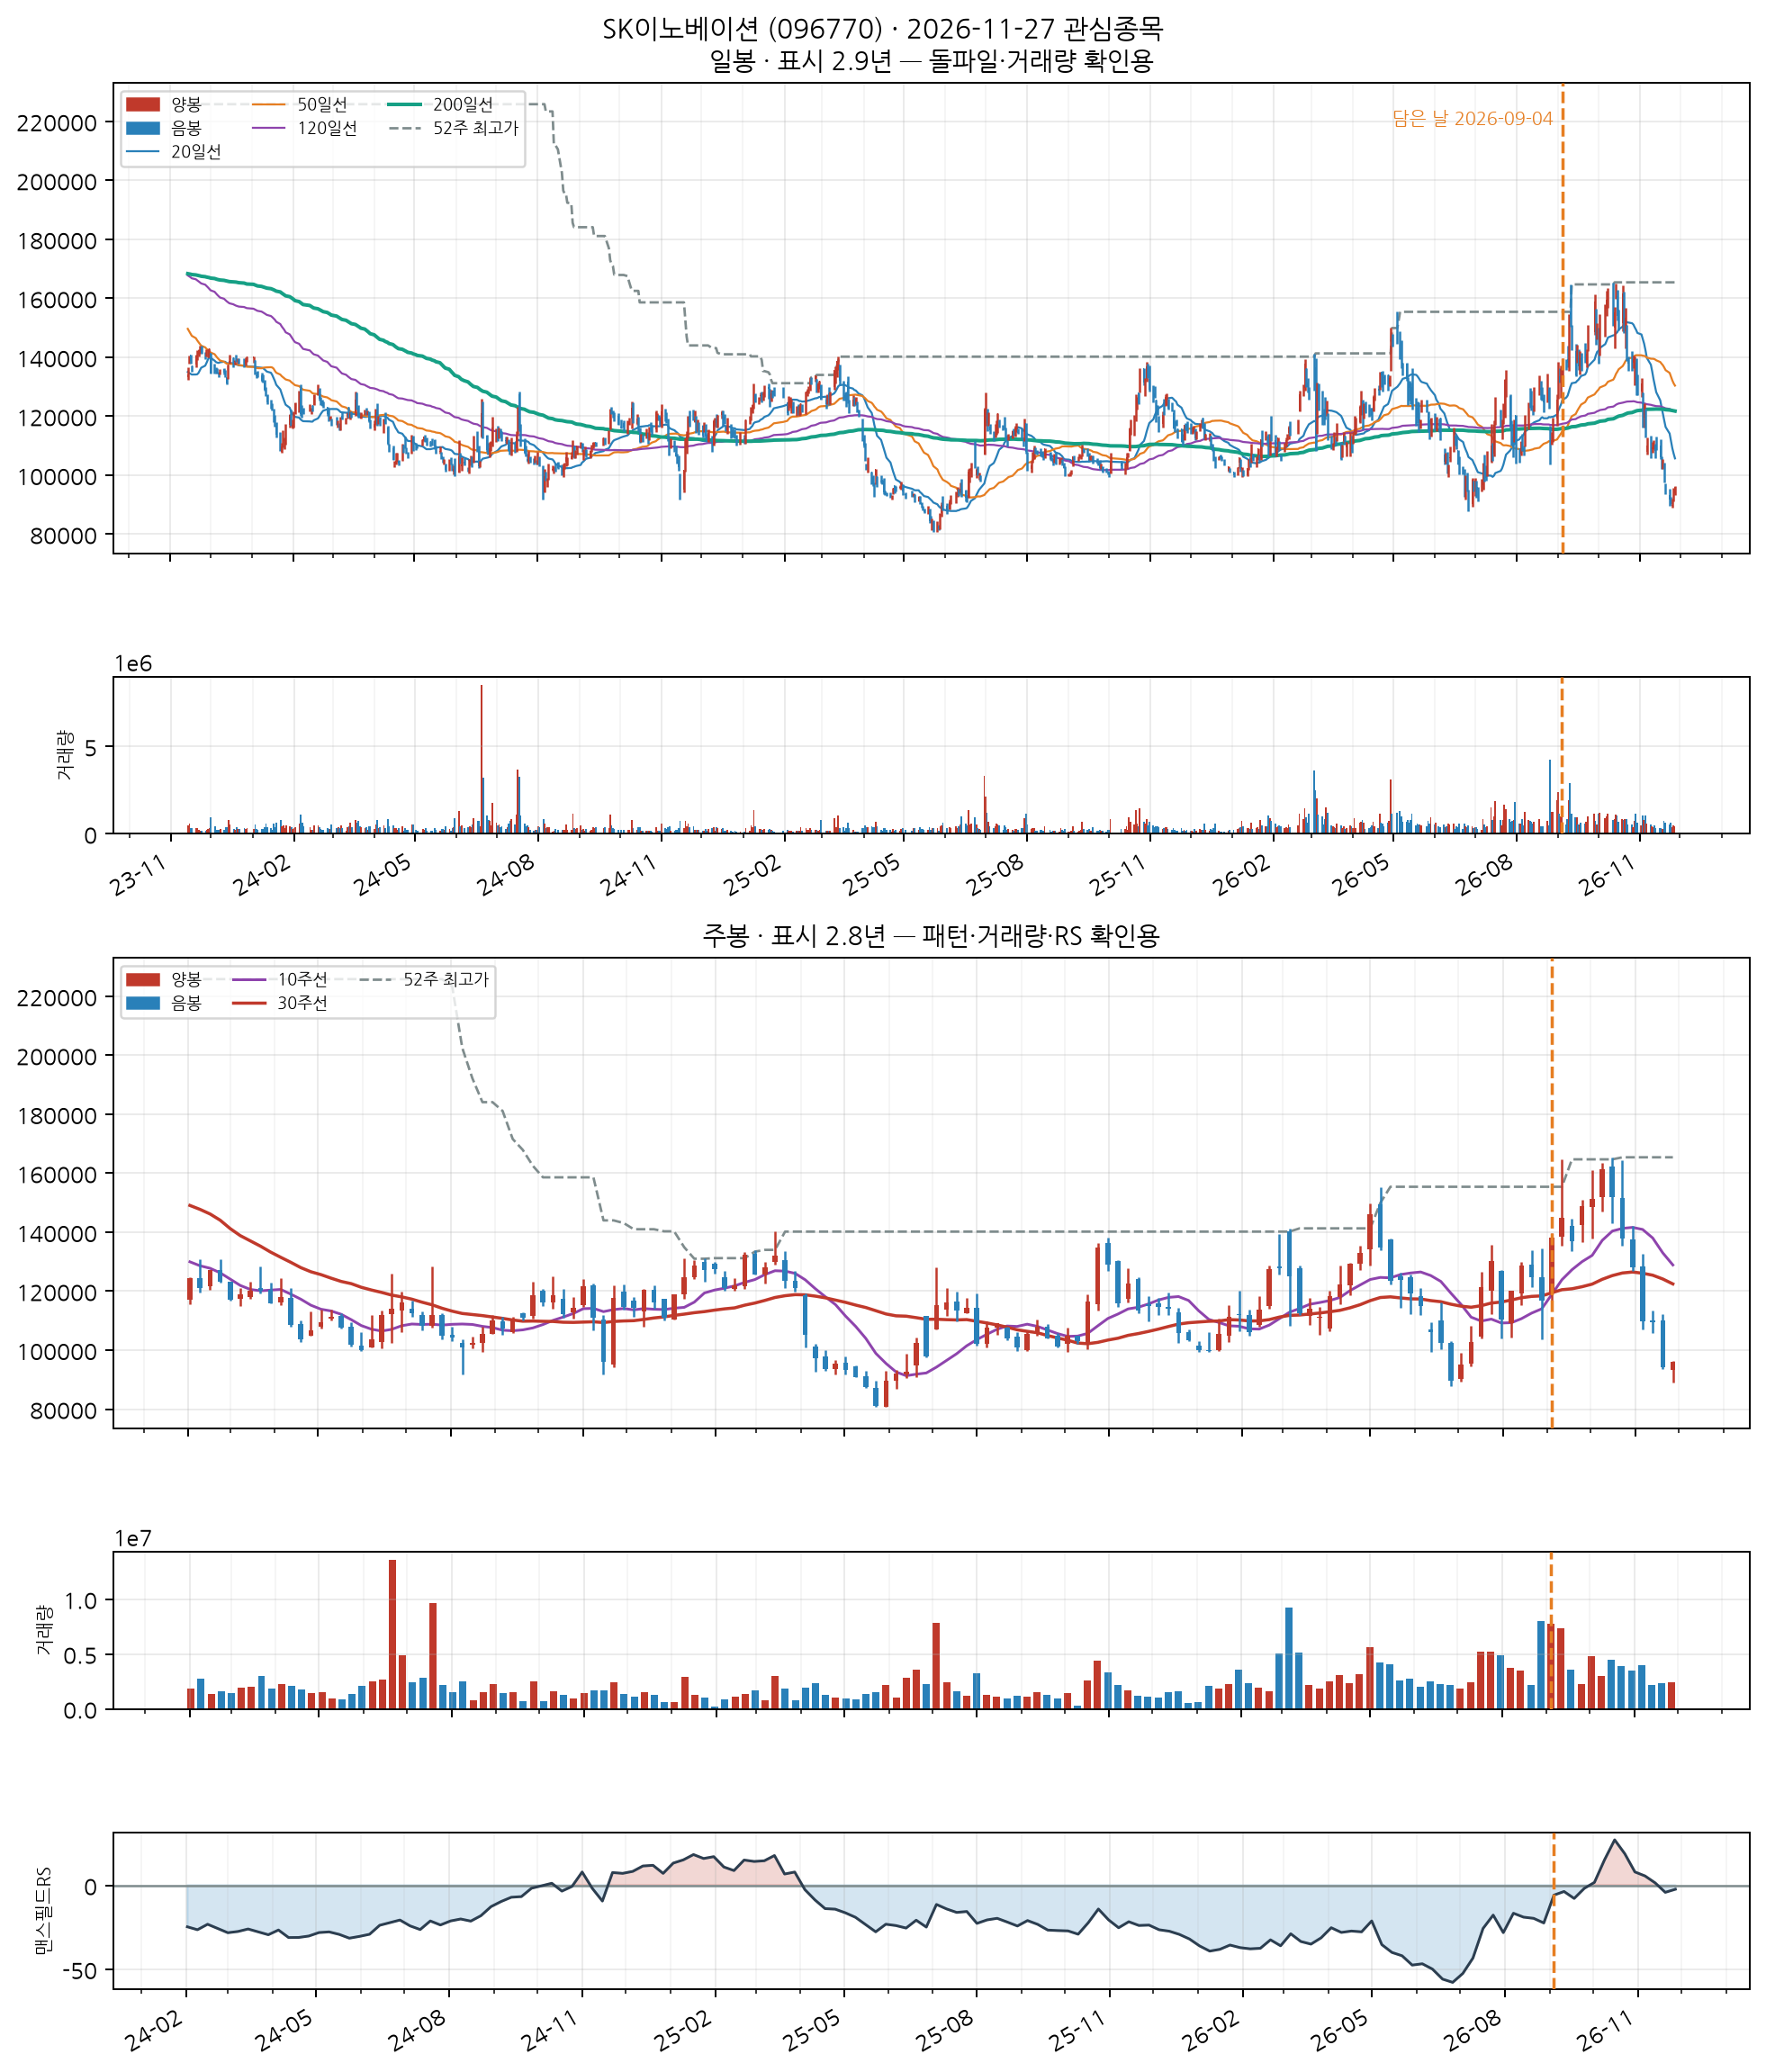 SK이노베이션 (096770) · 2026-11-27 관심종목
일봉 · 표시 2.9년 — 돌파일·거래량 확인용
양봉 50일선 200일선
음봉 120일선 52주 최고가
20일선
담은 날 2026-09-04
220000
200000
180000
160000
140000
120000
100000
80000
1e6
거래량
5
0
23-11 24-02 24-05 24-08 24-11 25-02 25-05 25-08 25-11 26-02 26-05 26-08 26-11
주봉 · 표시 2.8년 — 패턴·거래량·RS 확인용
양봉 10주선 52주 최고가
음봉 30주선
220000
200000
180000
160000
140000
120000
100000
80000
1e7
거래량
1.0
0.5
0.0
맨스필드RS
0
-50
24-02 24-05 24-08 24-11 25-02 25-05 25-08 25-11 26-02 26-05 26-08 26-11